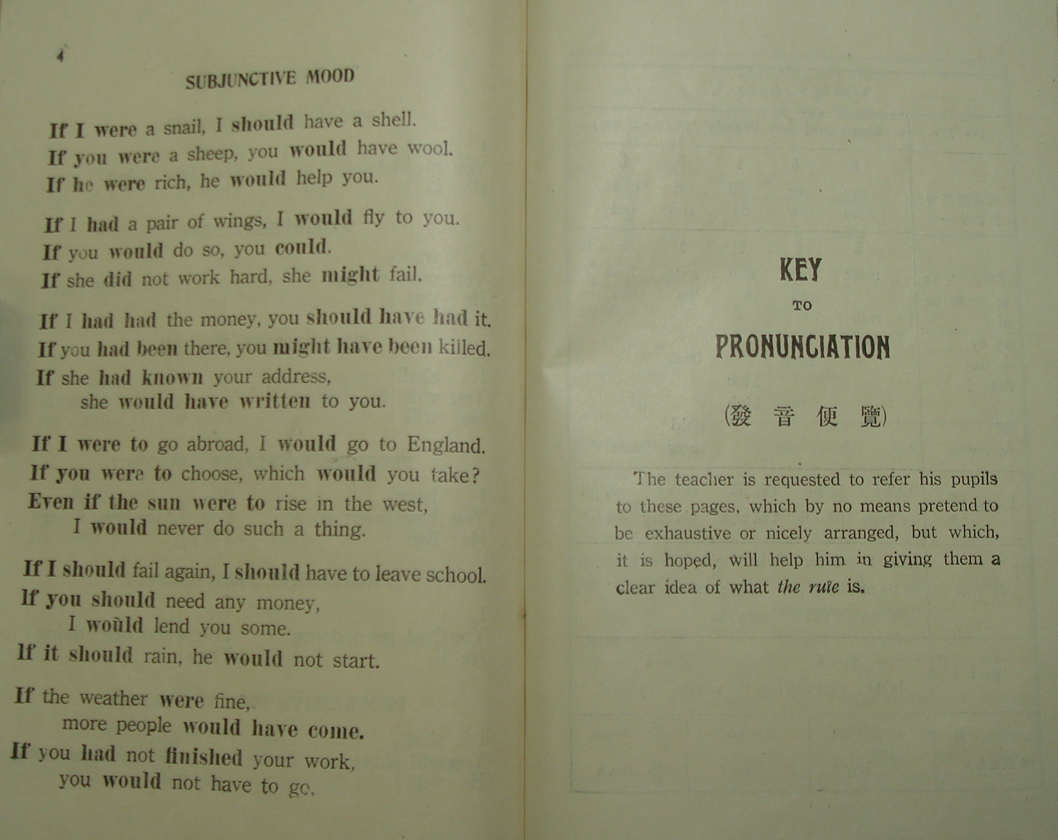 4
SUBJUNCTIVE MOOD
If I were a snail, I should have a shell.
If you were a sheep, you would have wool.
If he were rich, he would help you.
If I had a pair of wings, I would fly to you.
If you would do so, you could.
If she did not work hard, she might fail.
If I had had the money, you should have had it.
If you had been there, you might have been killed.
If she had known your address,
she would have written to you.
If I were to go abroad, I would go to England.
If you were to choose, which would you take?
Even if the sun were to rise in the west,
I would never do such a thing.
If I should fail again, I should have to leave school.
If you should need any money,
I would lend you some.
If it should rain, he would not start.
If the weather were fine,
more people would have come.
If you had not finished your work,
you would not have to go.
KEY
TO
PRONUNCIATION
(發音便覽)
The teacher is requested to refer his pupils
to these pages, which by no means pretend to
be exhaustive or nicely arranged, but which,
it is hoped, will help him in giving them a
clear idea of what the rule is.